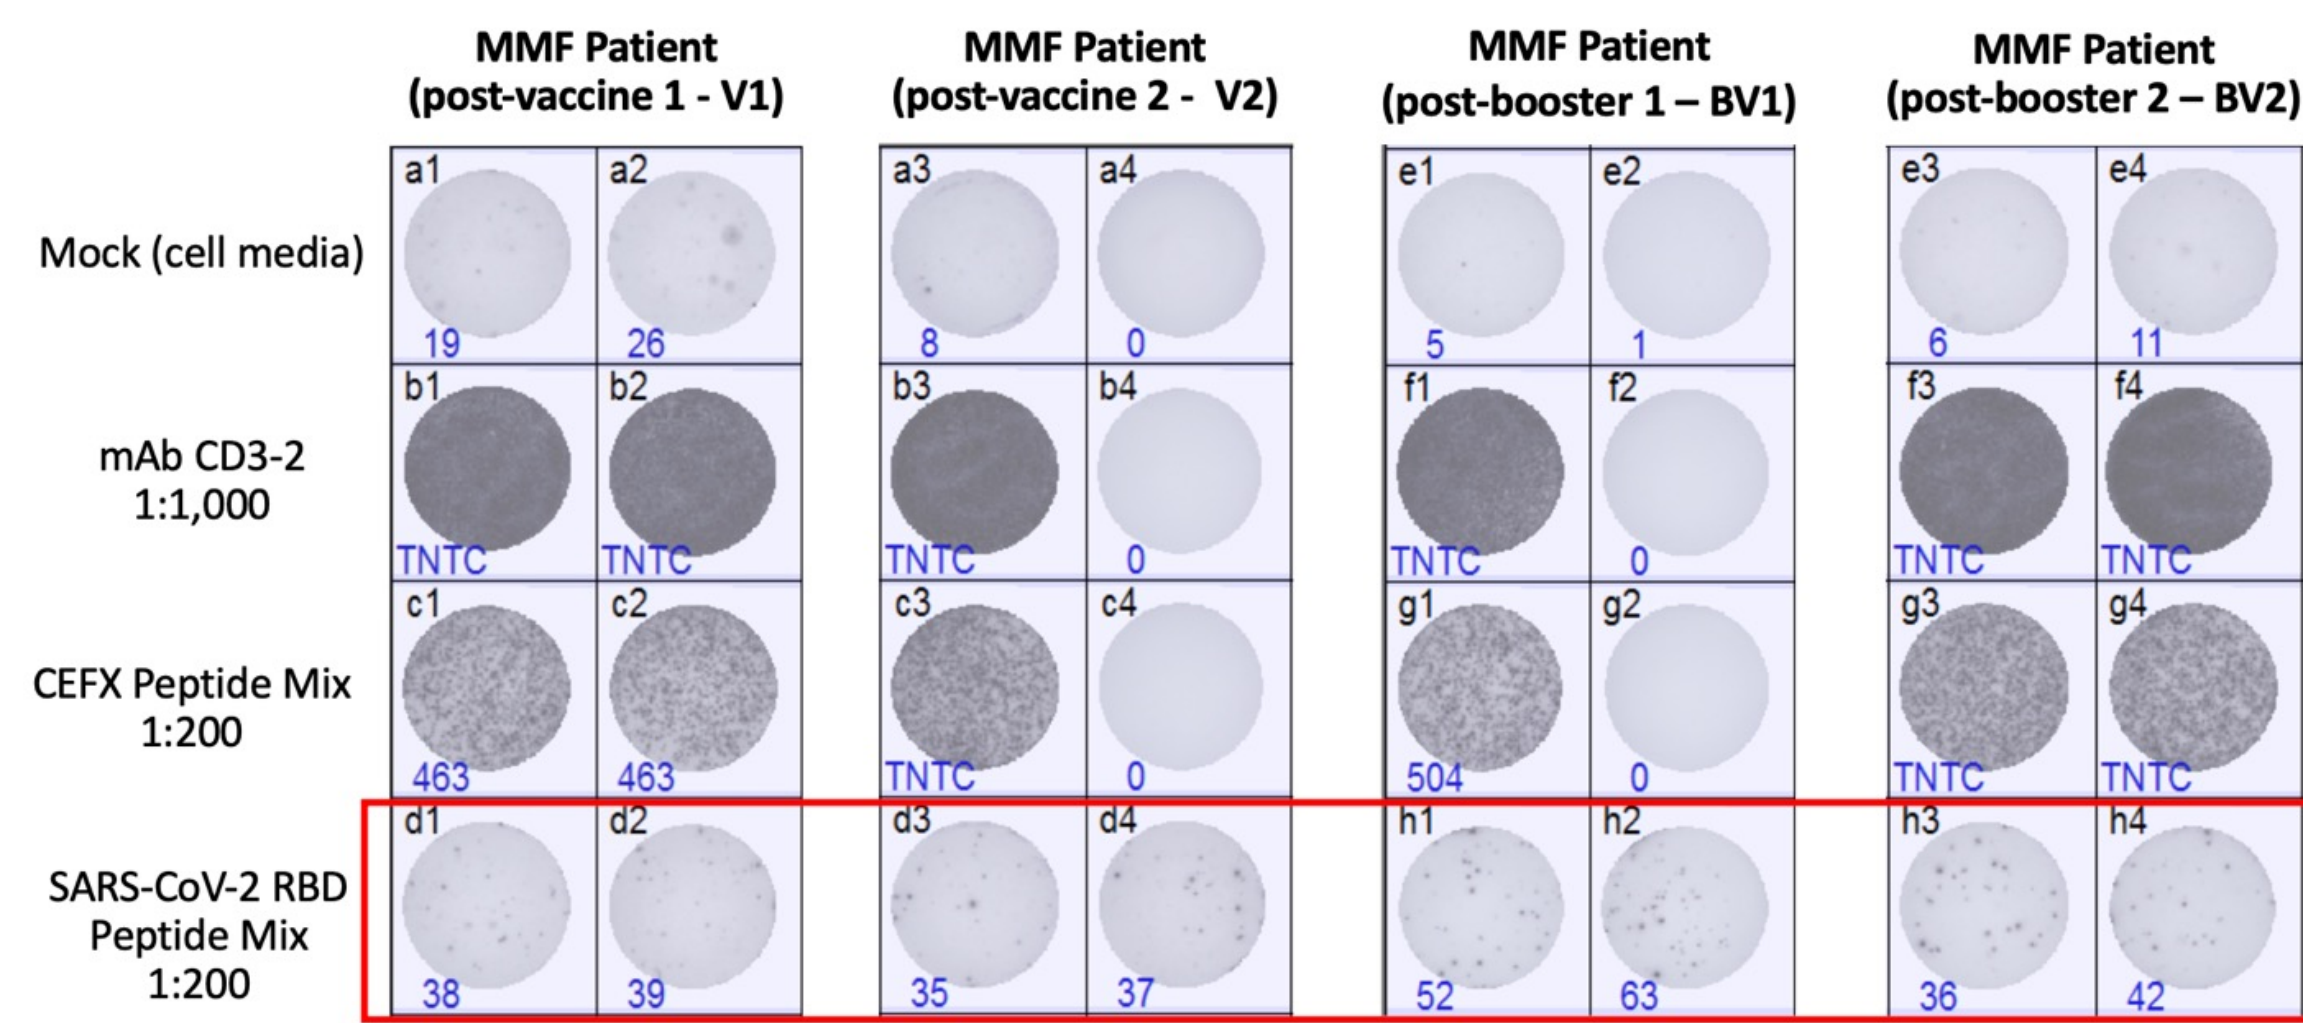 MMF Patient
(post-vaccine 1 - V1)
MMF Patient
(post-vaccine 2 - V2)
MMF Patient
(post-booster 1 – BV1)
MMF Patient
(post-booster 2 – BV2)
Mock (cell media)
a1 a2 a3 a4 e1 e2 e3 e4
19 26 8 0 5 1 6 11
mAb CD3-2
1:1,000
b1 b2 b3 b4 f1 f2 f3 f4
TNTC TNTC TNTC 0 TNTC 0 TNTC TNTC
CEFX Peptide Mix
1:200
c1 c2 c3 c4 g1 g2 g3 g4
463 463 TNTC 0 504 0 TNTC TNTC
SARS-CoV-2 RBD
Peptide Mix
1:200
d1 d2 d3 d4 h1 h2 h3 h4
38 39 35 37 52 63 36 42